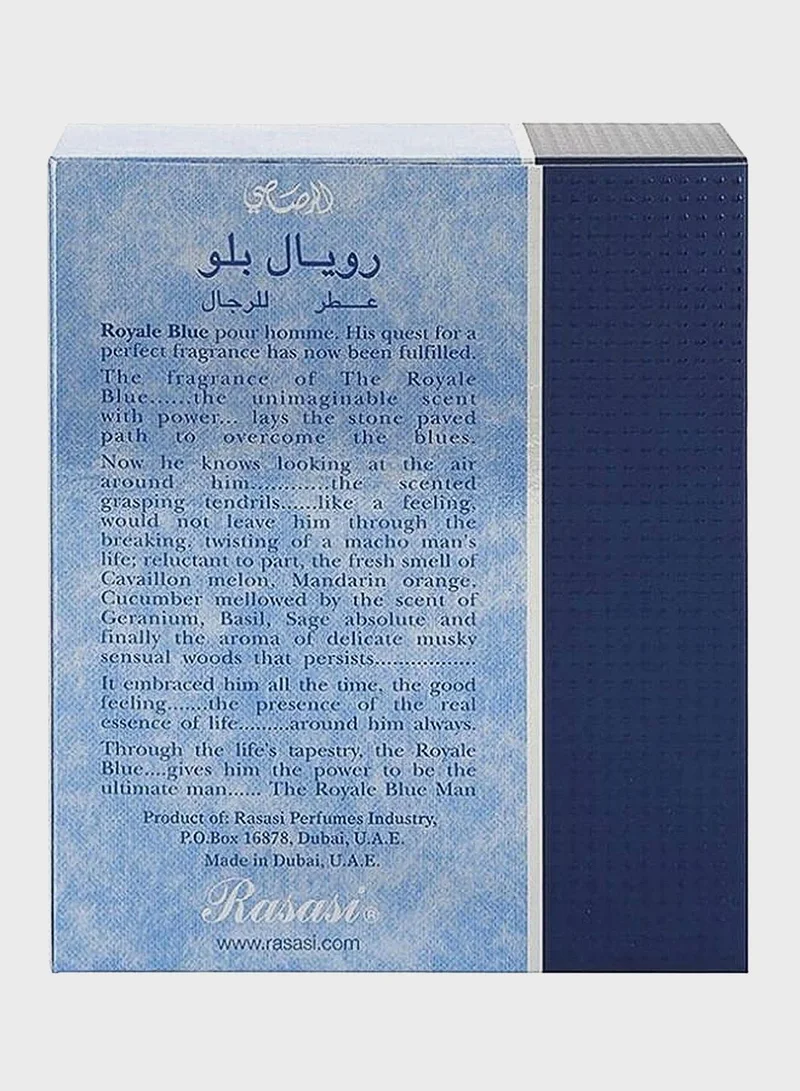 الرصاصي
رويـال بلو
عـطر للرجال
Royale Blue pour homme. His quest for a
perfect fragrance has now been fulfilled.
The fragrance of The Royale
Blue......the unimaginable scent
with power... lays the stone paved
path to overcome the blues.
Now he knows looking at the air
around him............the scented
grasping tendrils......like a feeling,
would not leave him through the
breaking, twisting of a macho man's
life; reluctant to part, the fresh smell of
Cavaillon melon, Mandarin orange,
Cucumber mellowed by the scent of
Geranium, Basil, Sage absolute and
finally the aroma of delicate musky
sensual woods that persists.................
It embraced him all the time, the good
feeling.......the presence of the real
essence of life.........around him always.
Through the life's tapestry, the Royale
Blue....gives him the power to be the
ultimate man...... The Royale Blue Man
Product of: Rasasi Perfumes Industry,
P.O.Box 16878, Dubai, U.A.E.
Made in Dubai, U.A.E.
Rasasi®
www.rasasi.com